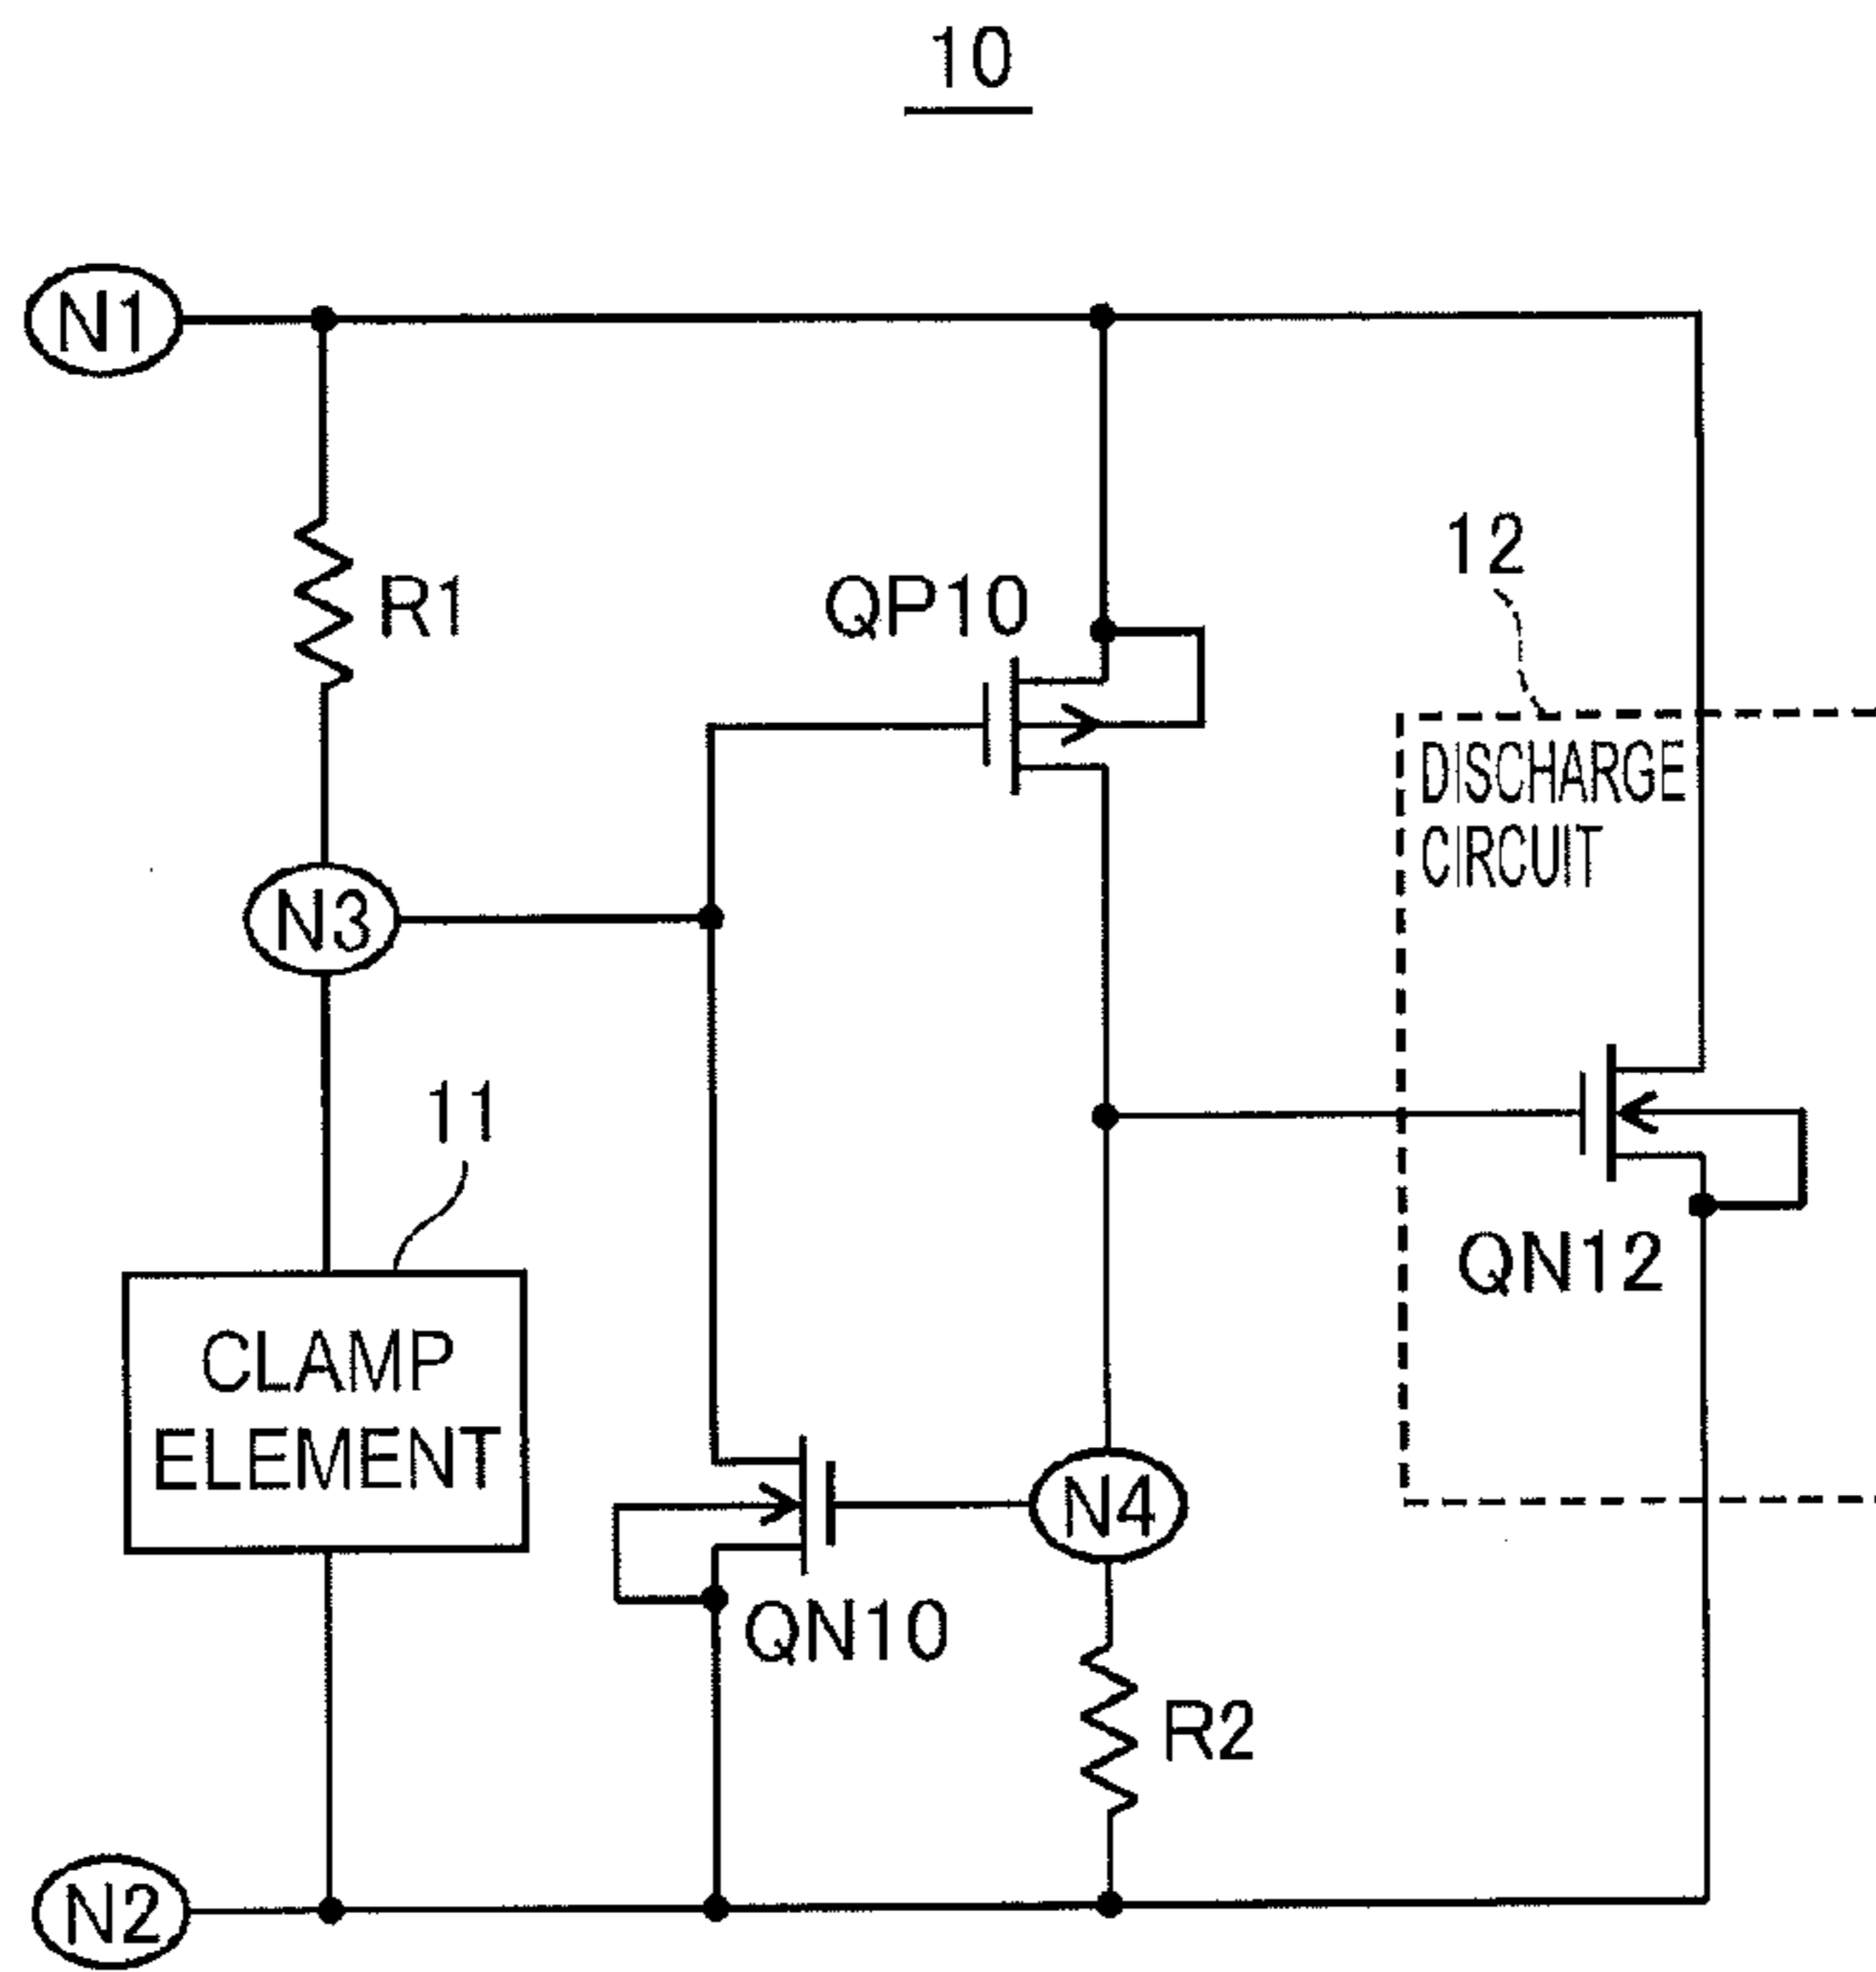 10
N1
12
R1
QP10
DISCHARGE
CIRCUIT
N3
11
QN12
CLAMP
ELEMENT
N4
QN10
R2
N2